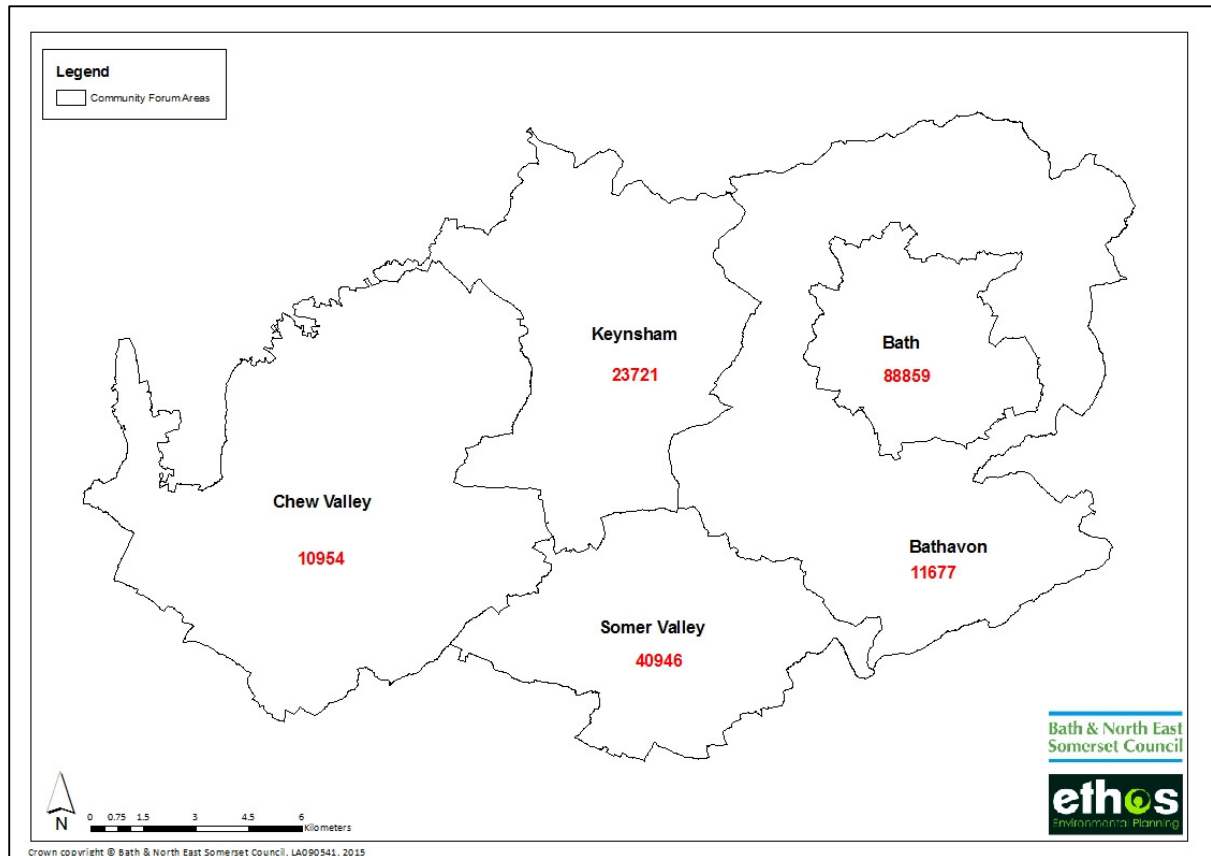 Legend
Community Forum Areas
Keynsham
23721
Bath
88859
Chew Valley
10954
Bathavon
11677
Somer Valley
40946
Bath & North East
Somerset Council
ethos
Environmental Planning
N
0 0.75 1.5 3 4.5 6
Kilometers
Crown copyright © Bath & North East Somerset Council, LA090541, 2015